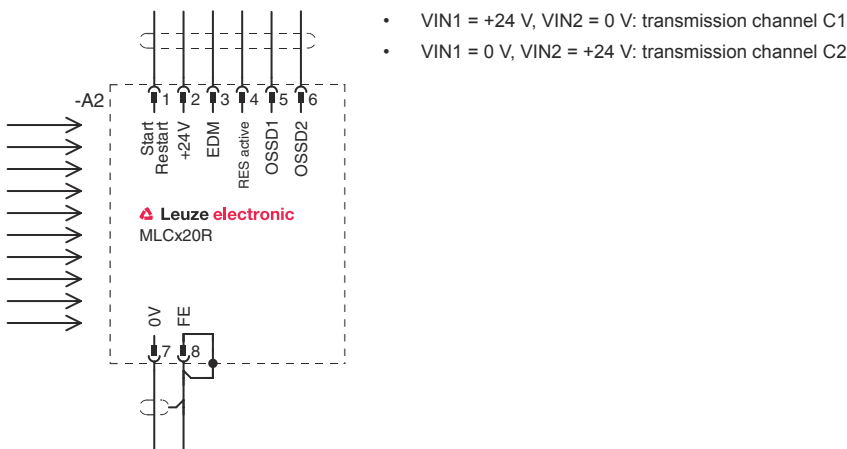 • VIN1 = +24 V, VIN2 = 0 V: transmission channel C1
• VIN1 = 0 V, VIN2 = +24 V: transmission channel C2
-A2
1 2 3 4 5 6
Start
Restart
+24V
EDM
RES active
OSSD1
OSSD2
Leuze electronic
MLCx20R
0V
FE
7 8